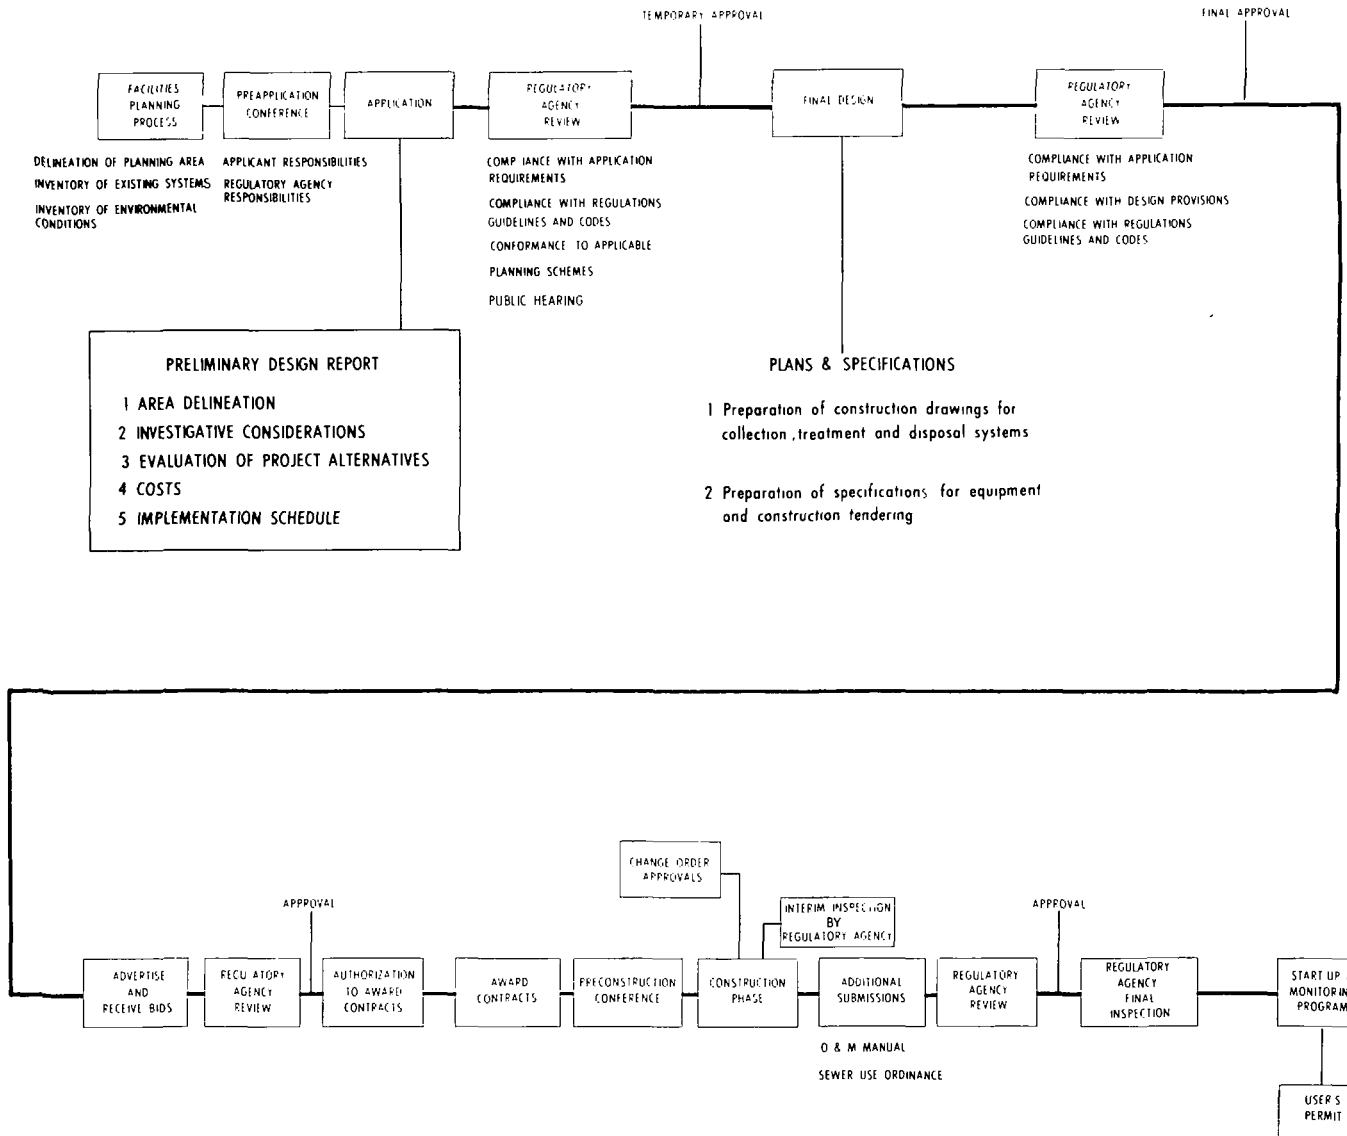 TEMPORARY APPROVAL
FINAL APPROVAL
FACILITIES
PLANNING
PROCESS
PREAPPLICATION
CONFERENCE
APPLICATION
REGULATORY
AGENCY
REVIEW
FINAL DESIGN
REGULATORY
AGENCY
REVIEW
DELINEATION OF PLANNING AREA
INVENTORY OF EXISTING SYSTEMS
INVENTORY OF ENVIRONMENTAL
CONDITIONS
APPLICANT RESPONSIBILITIES
REGULATORY AGENCY
RESPONSIBILITIES
COMP IANCE WITH APPLICATION
REQUIREMENTS
COMPLIANCE WITH REGULATIONS
GUIDELINES AND CODES
CONFORMANCE TO APPLICABLE
PLANNING SCHEMES
PUBLIC HEARING
COMPLIANCE WITH APPLICATION
REQUIREMENTS
COMPLIANCE WITH DESIGN PROVISIONS
COMPLIANCE WITH REGULATIONS
GUIDELINES AND CODES
PRELIMINARY DESIGN REPORT
1 AREA DELINEATION
2 INVESTIGATIVE CONSIDERATIONS
3 EVALUATION OF PROJECT ALTERNATIVES
4 COSTS
5 IMPLEMENTATION SCHEDULE
PLANS & SPECIFICATIONS
1 Preparation of construction drawings for
collection, treatment and disposal systems
2 Preparation of specifications for equipment
and construction tendering
CHANGE ORDER
APPROVALS
INTERIM INSPECTION
BY
REGULATORY AGENCY
APPROVAL
APPROVAL
ADVERTISE
AND
RECEIVE BIDS
RECU ATORY
AGENCY
REVIEW
AUTHORIZATION
TO AWARD
CONTRACTS
AWARD
CONTRACTS
PRECONSTRUCTION
CONFERENCE
CONSTRUCTION
PHASE
ADDITIONAL
SUBMISSIONS
REGULATORY
AGENCY
REVIEW
REGULATORY
AGENCY
FINAL
INSPECTION
START UP
MONITORIN
PROGRAM
O & M MANUAL
SEWER USE ORDINANCE
USER S
PERMIT